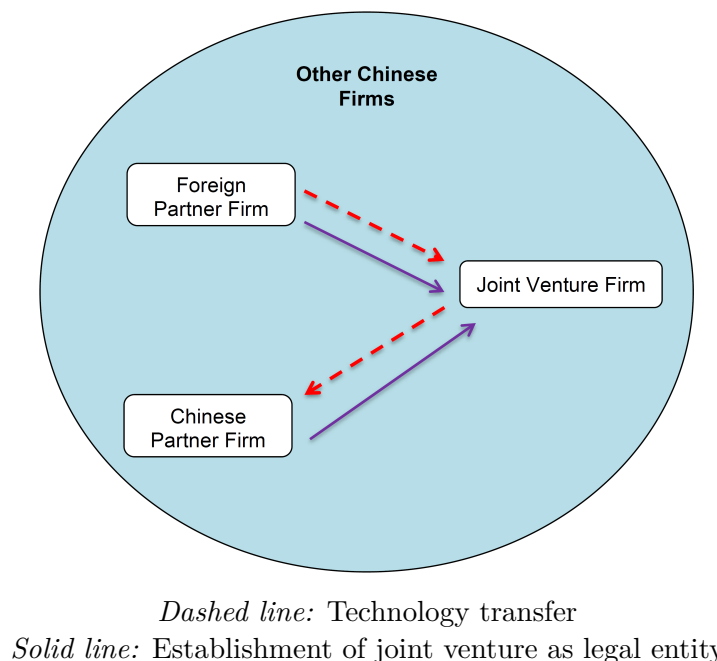 Other Chinese
Firms
Foreign
Partner Firm
Joint Venture Firm
Chinese
Partner Firm
Dashed line: Technology transfer
Solid line: Establishment of joint venture as legal entity